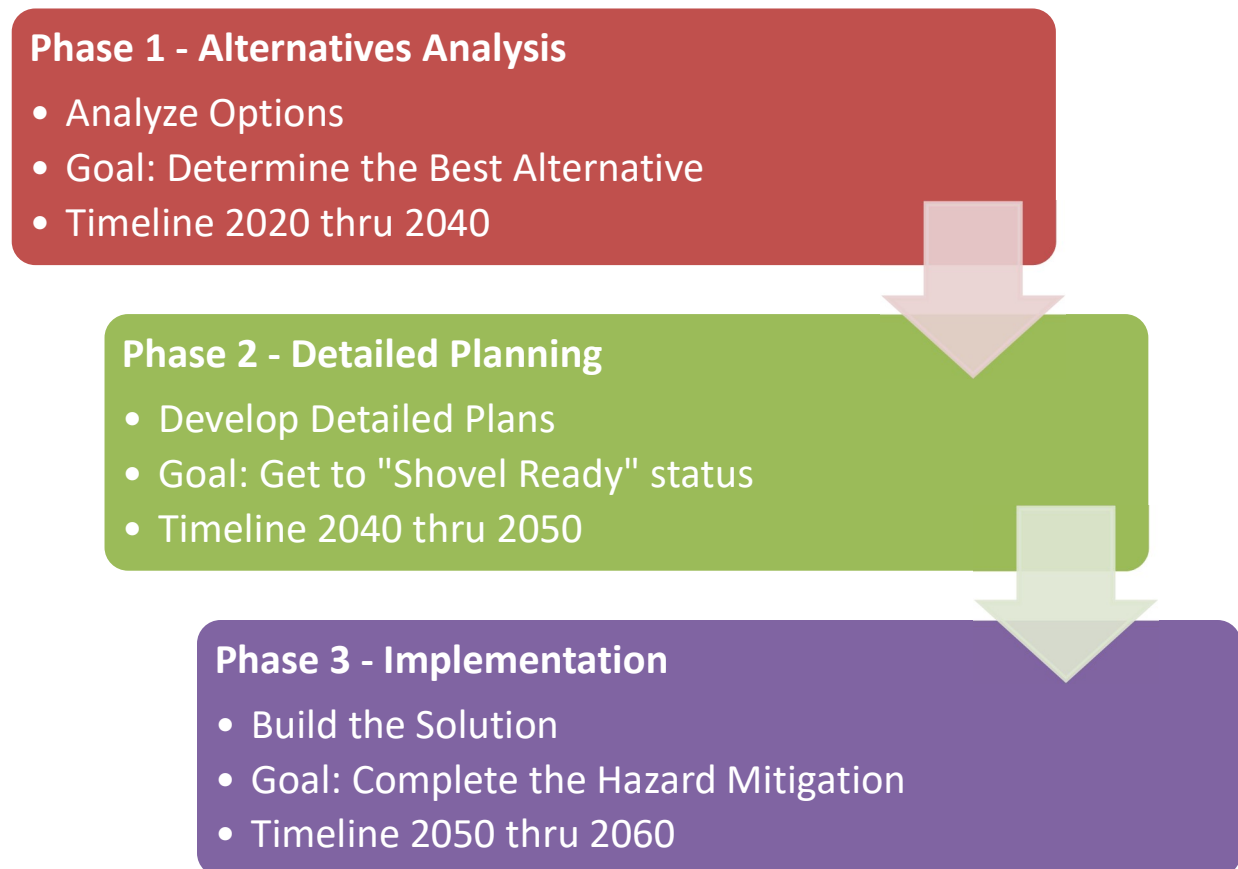 Phase 1 - Alternatives Analysis
• Analyze Options
• Goal: Determine the Best Alternative
• Timeline 2020 thru 2040
Phase 2 - Detailed Planning
• Develop Detailed Plans
• Goal: Get to "Shovel Ready" status
• Timeline 2040 thru 2050
Phase 3 - Implementation
• Build the Solution
• Goal: Complete the Hazard Mitigation
• Timeline 2050 thru 2060